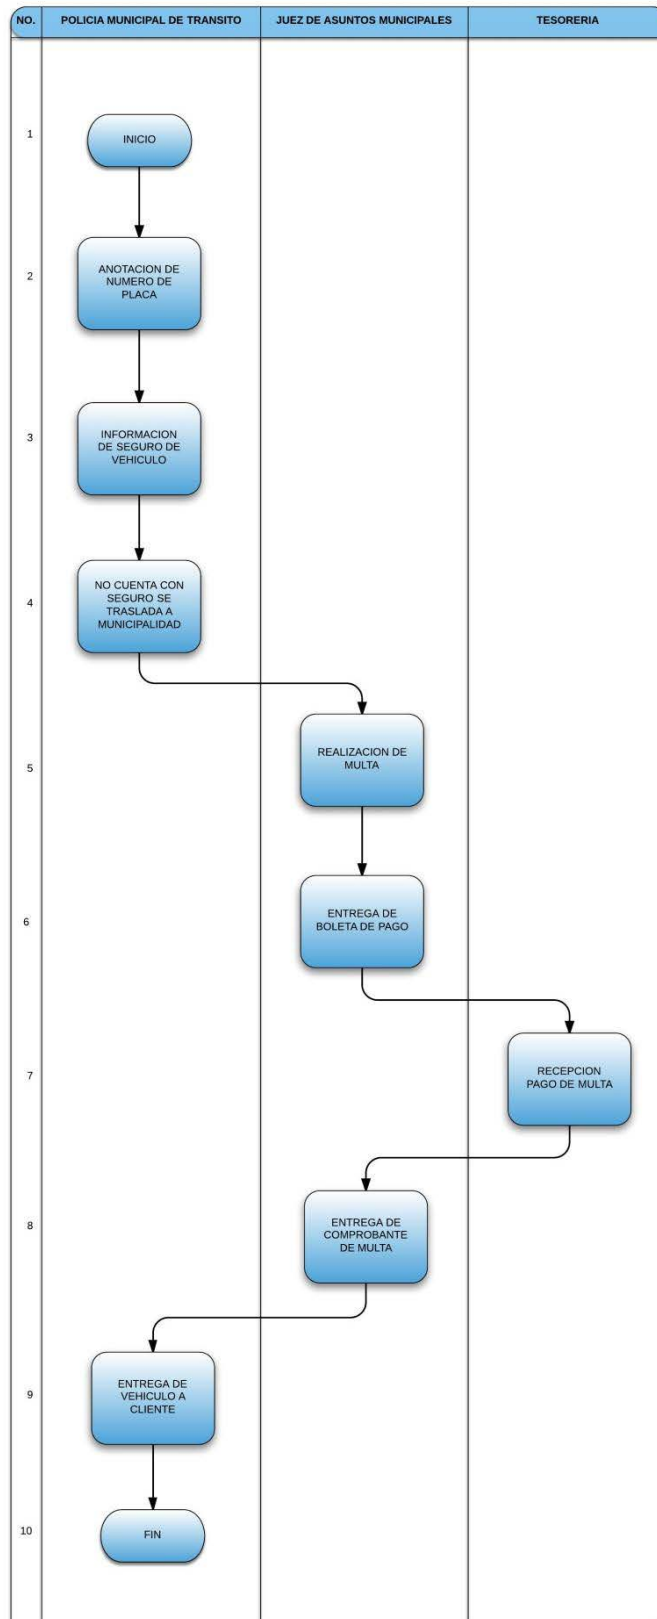 NO.
POLICIA MUNICIPAL DE TRANSITO
JUEZ DE ASUNTOS MUNICIPALES
TESORERIA
1
INICIO
2
ANOTACION DE
NUMERO DE
PLACA
3
INFORMACION
DE SEGURO DE
VEHICULO
4
NO CUENTA CON
SEGURO SE
TRASLADA A
MUNICIPALIDAD
5
REALIZACION DE
MULTA
6
ENTREGA DE
BOLETA DE PAGO
7
RECEPCION
PAGO DE MULTA
8
ENTREGA DE
COMPROBANTE
DE MULTA
9
ENTREGA DE
VEHICULO A
CLIENTE
10
FIN